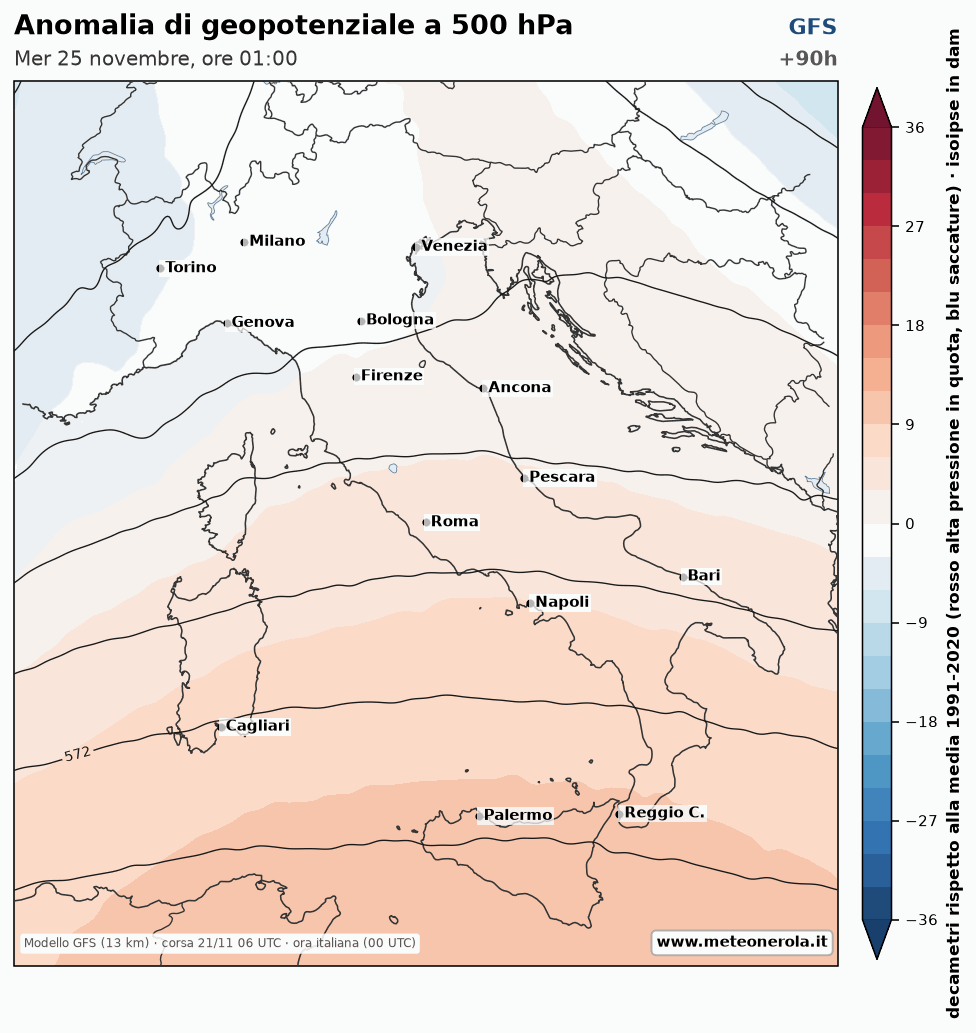 Anomalia di geopotenziale a 500 hPa
GFS
Mer 25 novembre, ore 01:00
+90h
Milano
Venezia
Torino
Genova
Bologna
Firenze
Ancona
Pescara
Roma
Bari
Napoli
Cagliari
572
Palermo
Reggio C.
Modello GFS (13 km) · corsa 21/11 06 UTC · ora italiana (00 UTC)
www.meteonerola.it
36
27
18
9
0
−9
−18
−27
−36
decametri rispetto alla media 1991-2020 (rosso alta pressione in quota, blu saccature) · isoipse in dam